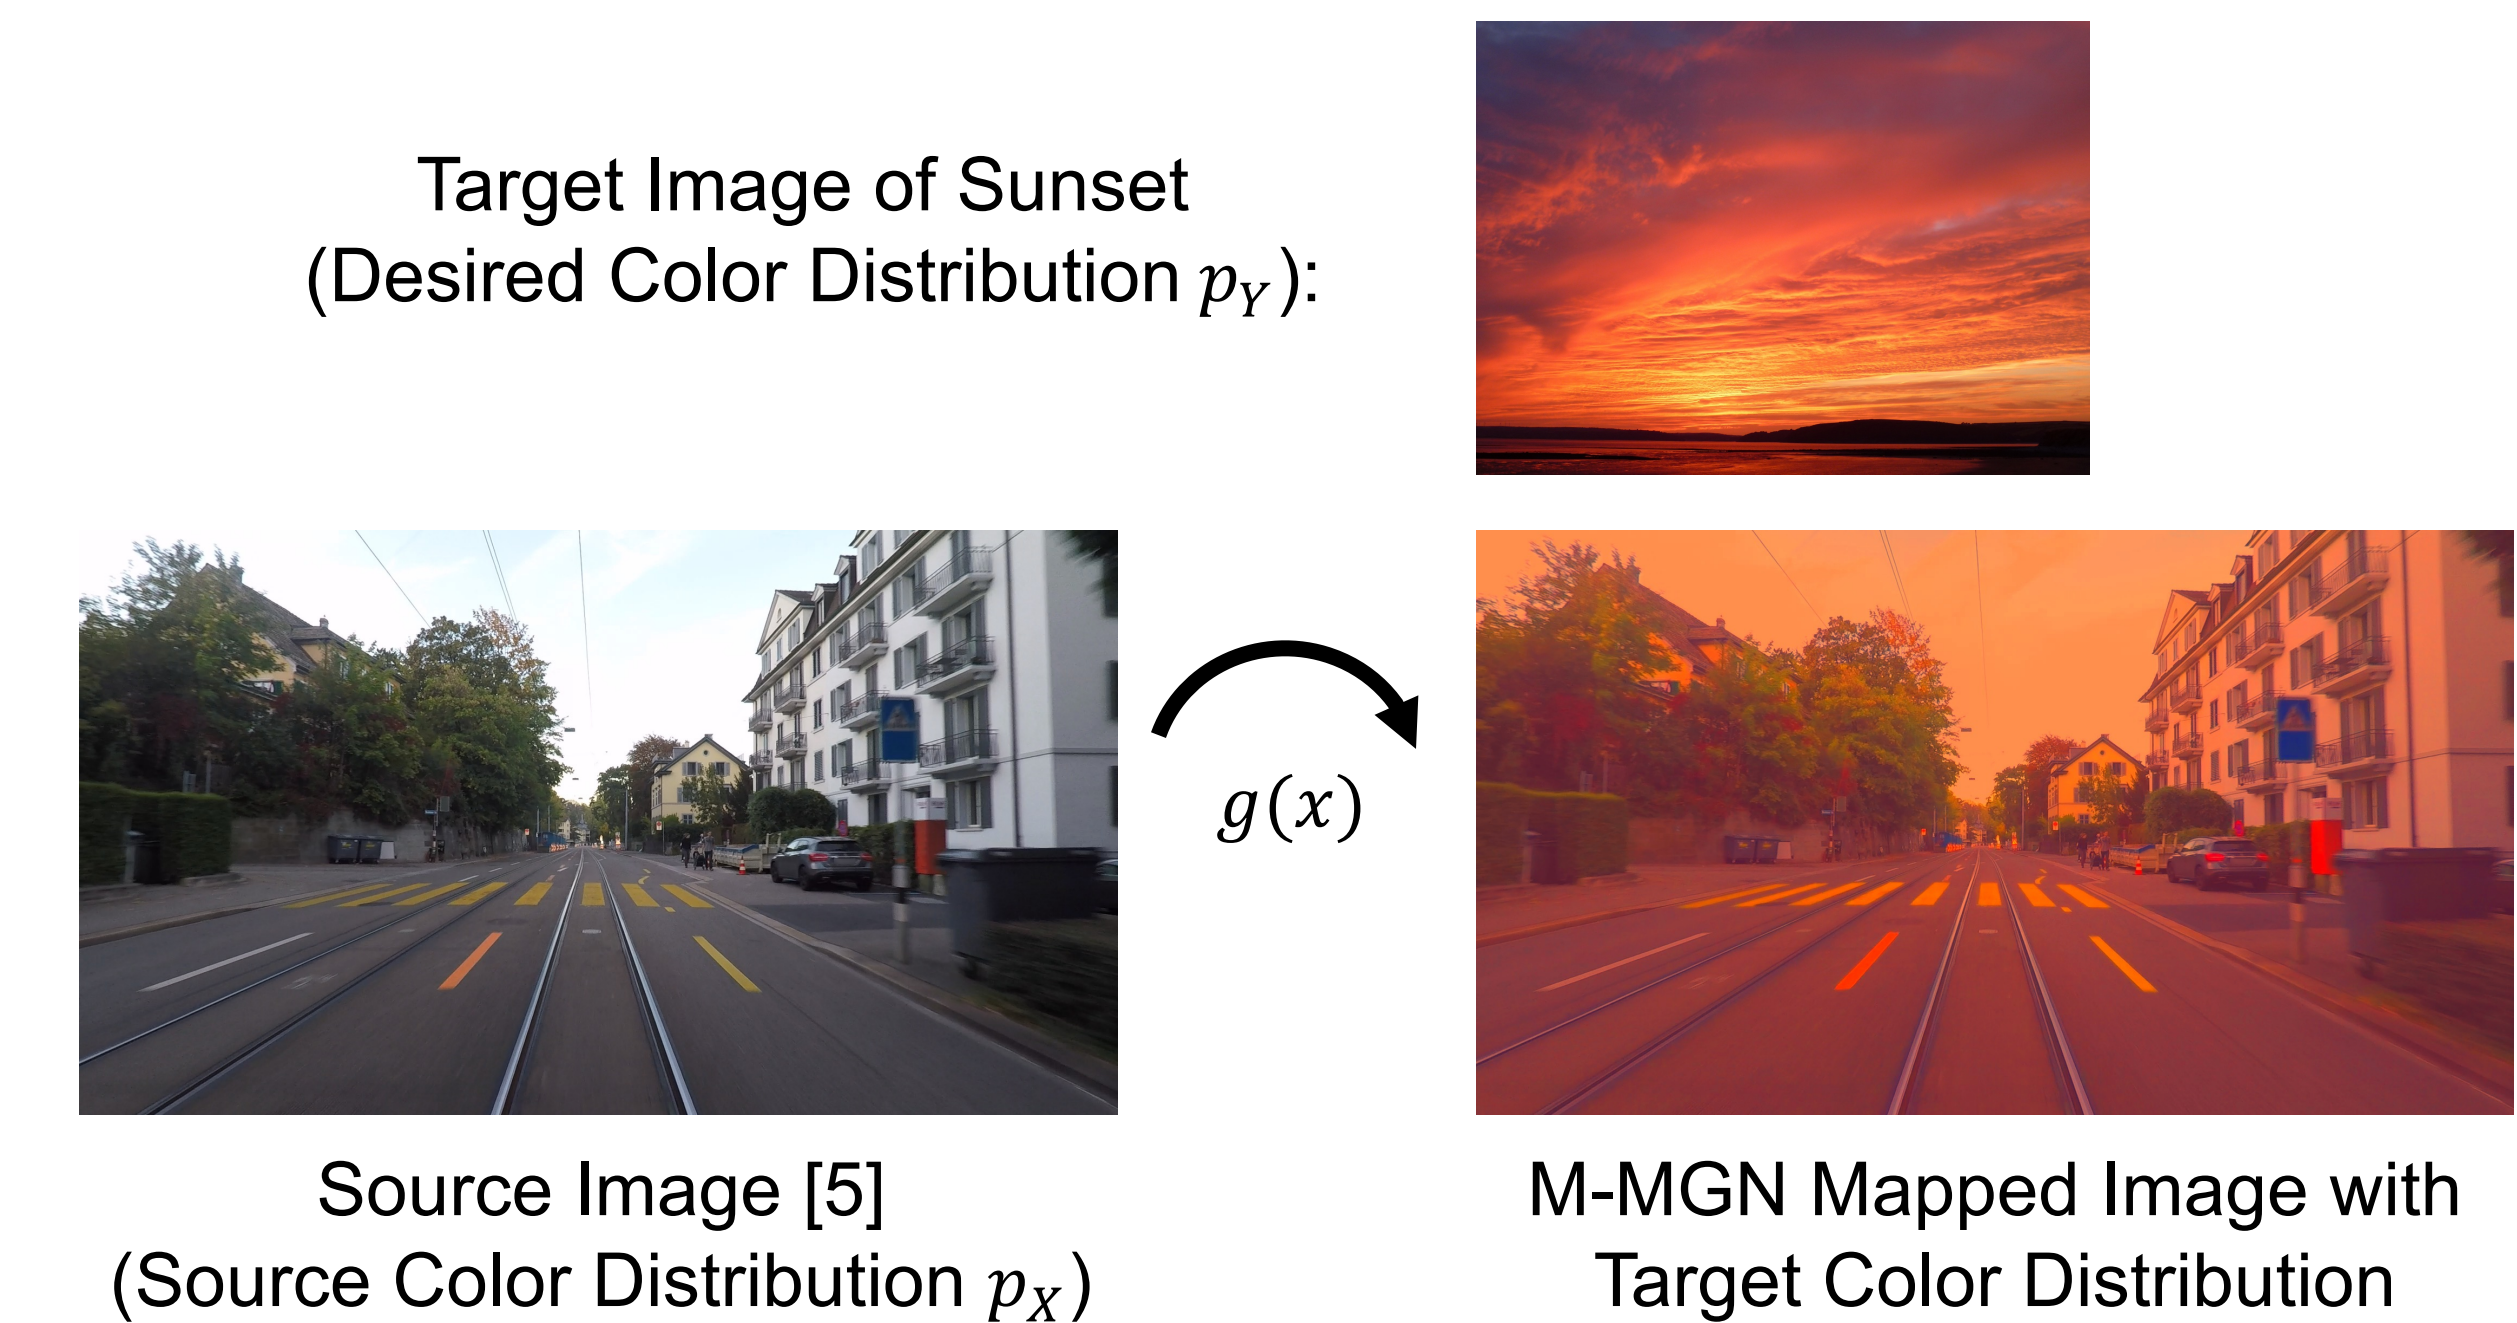 Target Image of Sunset
(Desired Color Distribution p_Y):
g(x)
Source Image [5]
(Source Color Distribution p_X)
M-MGN Mapped Image with
Target Color Distribution